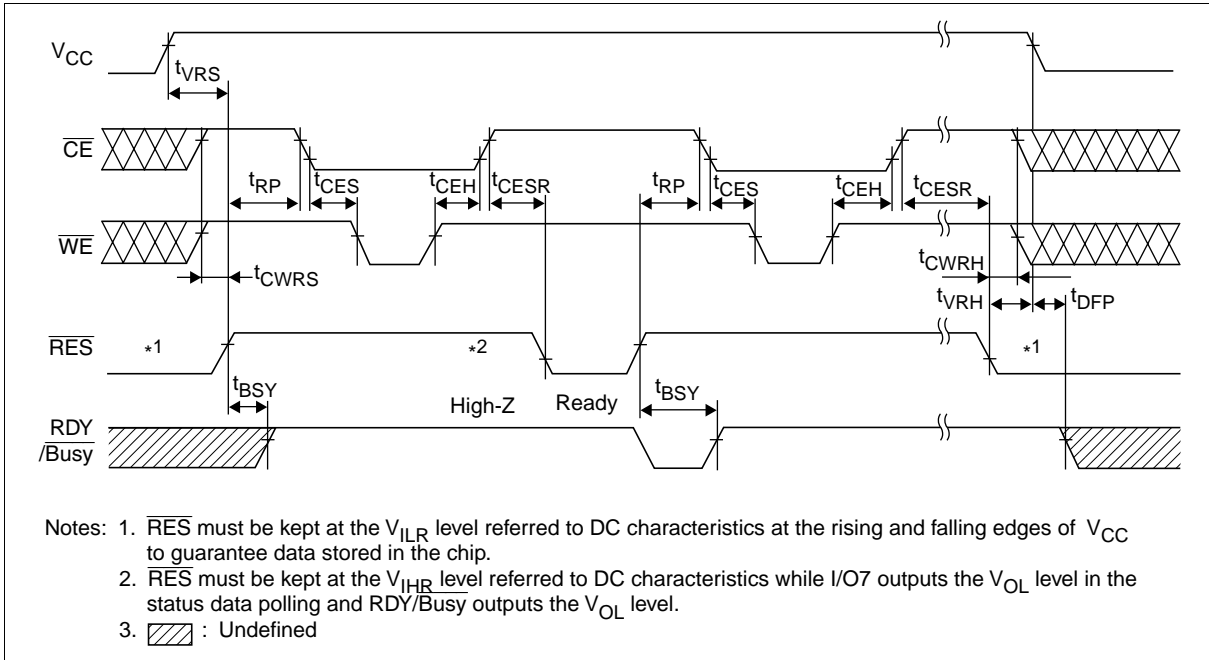 VCC
tVRS
CE
tRP tCES tCEH tCESR tRP tCES tCEH tCESR
WE
tCWRS tCWRH
tVRH tDFP
RES *1 *2 *1
tBSY tBSY
High-Z Ready
RDY
/Busy
Notes: 1. RES must be kept at the VILR level referred to DC characteristics at the rising and falling edges of VCC
to guarantee data stored in the chip.
2. RES must be kept at the VIHR level referred to DC characteristics while I/O7 outputs the VOL level in the
status data polling and RDY/Busy outputs the VOL level.
3. : Undefined